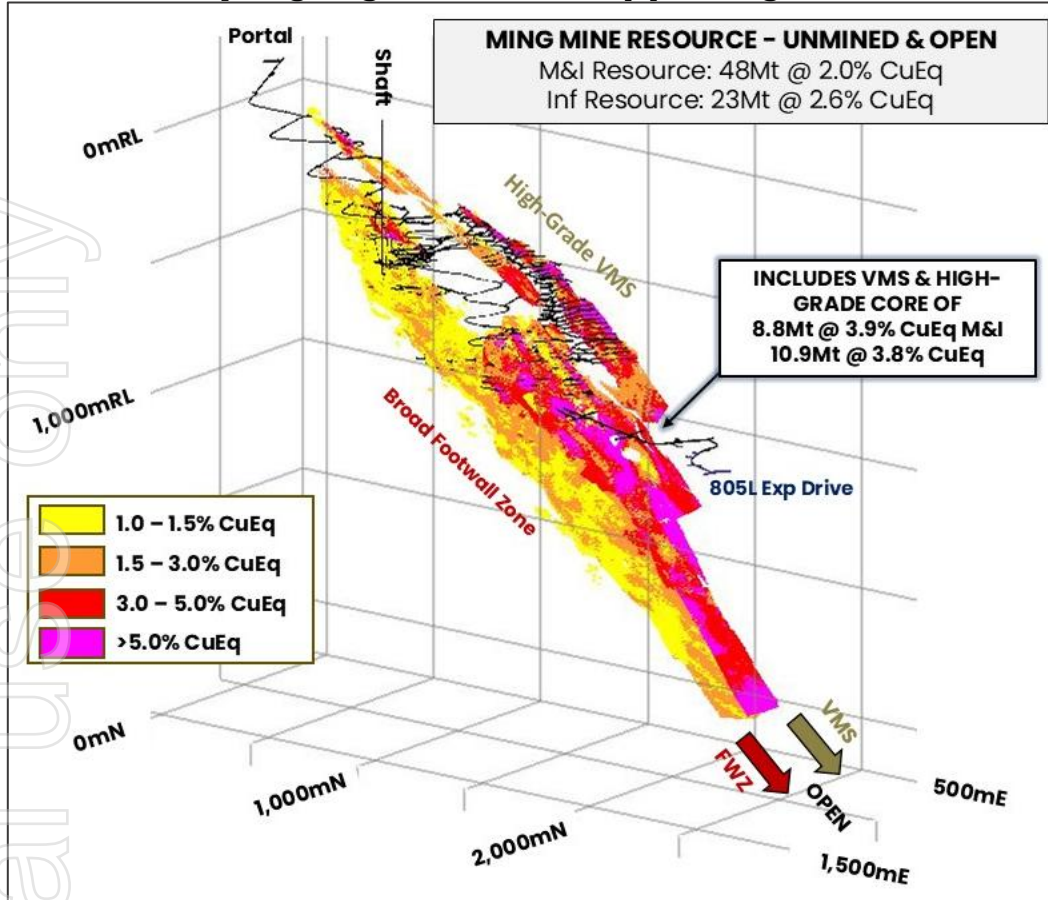 Portal
Shaft
MING MINE RESOURCE - UNMINED & OPEN
M&I Resource: 48Mt @ 2.0% CuEq
Inf Resource: 23Mt @ 2.6% CuEq
0mRL
High-Grade VMS
INCLUDES VMS & HIGH-
GRADE CORE OF
8.8Mt @ 3.9% CuEq M&I
10.9Mt @ 3.8% CuEq
1,000mRL
Broad Footwall Zone
805L Exp Drive
1.0 – 1.5% CuEq
1.5 – 3.0% CuEq
3.0 – 5.0% CuEq
>5.0% CuEq
0mN
1,000mN
2,000mN
FWZ
VMS
OPEN
500mE
1,500mE
al use only